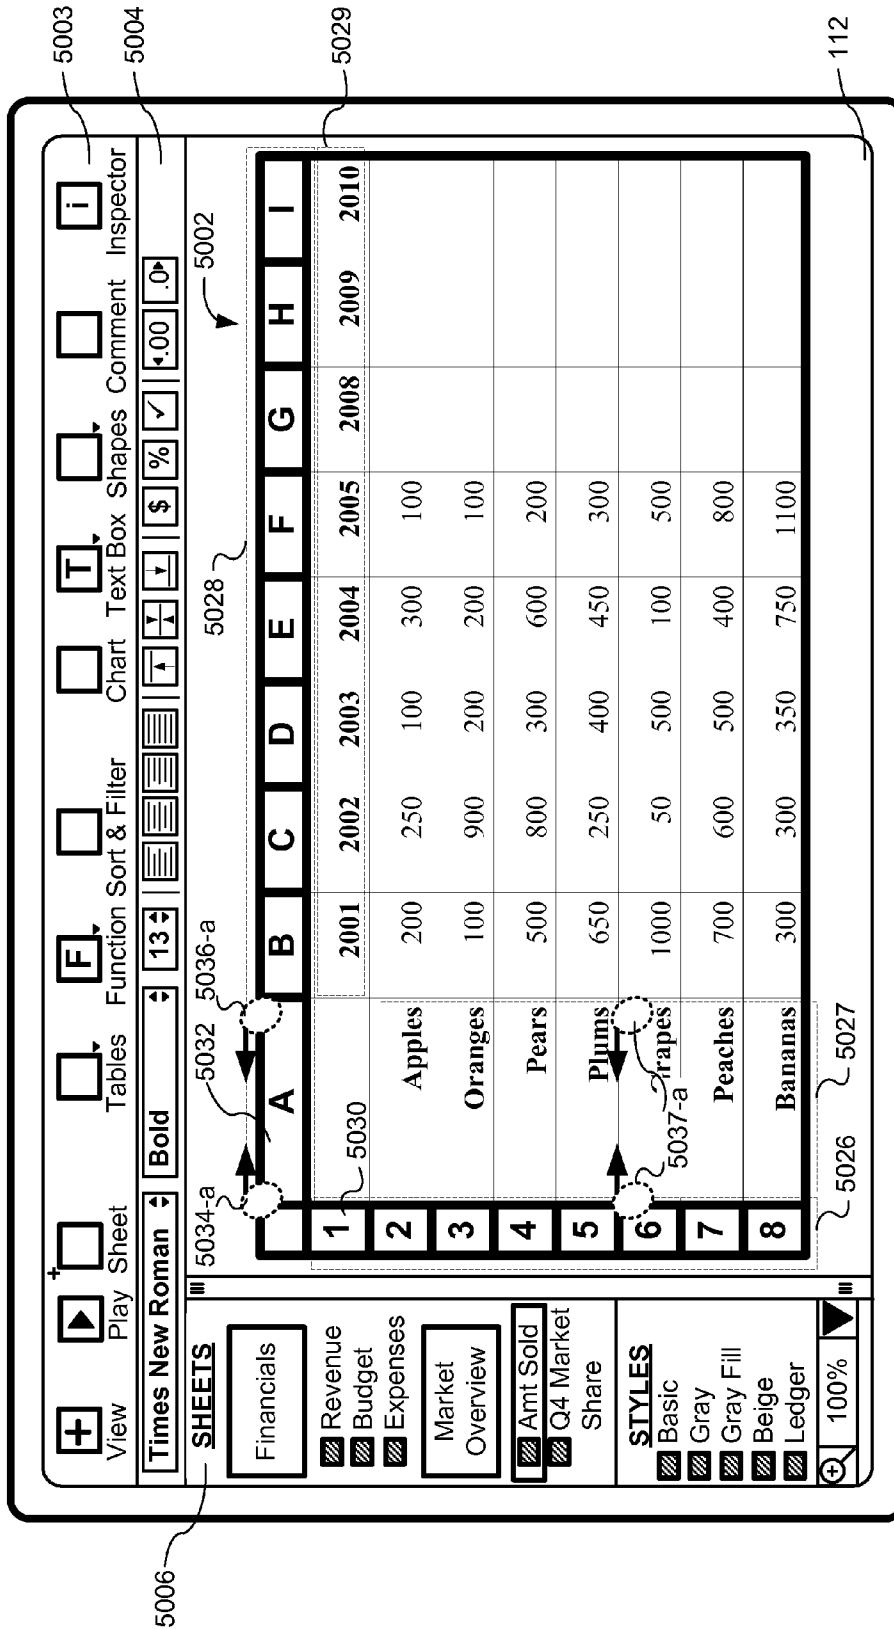 5003
5004
View Play Sheet Tables Function Sort & Filter Chart Text Box Shapes Comment Inspector
+ + F T i
Times New Roman Bold 13 $ % ✓ .00 .0
SHEETS
Financials
Revenue
Budget
Expenses
Market
Overview
Amt Sold
Q4 Market
Share
STYLES
Basic
Gray
Gray Fill
Beige
Ledger
100%
5006
5034-a
5032
5036-a
5028
5002
5029
A B C D E F G H I
1 2001 2002 2003 2004 2005 2008 2009 2010
2 Apples 200 250 100 300 100
3 Oranges 100 900 200 200 100
4 Pears 500 800 300 600 200
5 Plums 650 250 400 450 300
6 rapes 1000 50 500 100 500
7 Peaches 700 600 500 400 800
8 Bananas 300 300 350 750 1100
5030
5037-a
5026
5027
112